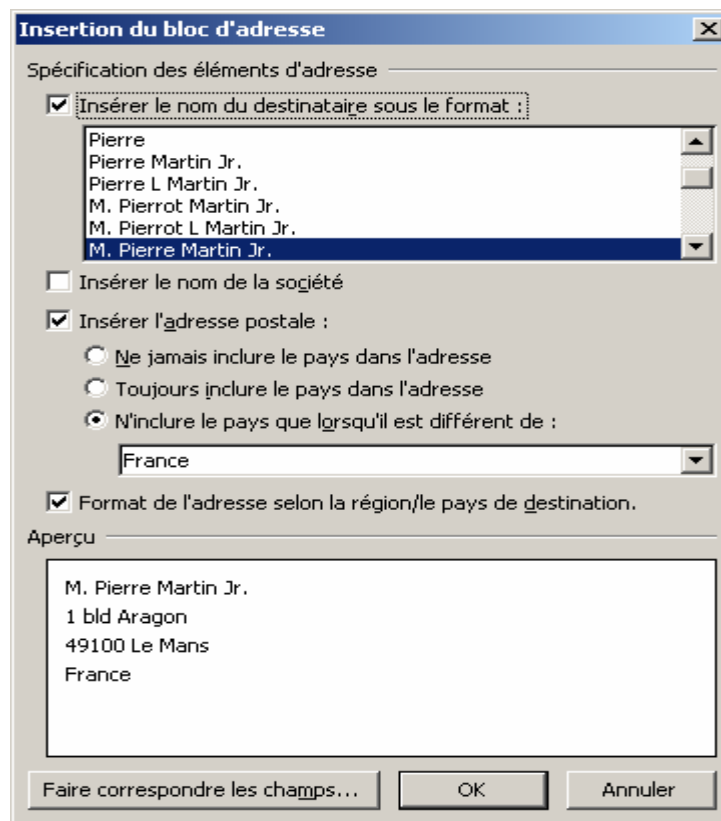 Insertion du bloc d'adresse
Spécification des éléments d'adresse
Insérer le nom du destinataire sous le format :
Pierre
Pierre Martin Jr.
Pierre L Martin Jr.
M. Pierrot Martin Jr.
M. Pierrot L Martin Jr.
M. Pierre Martin Jr.
Insérer le nom de la société
Insérer l'adresse postale :
Ne jamais inclure le pays dans l'adresse
Toujours inclure le pays dans l'adresse
N'inclure le pays que lorsqu'il est différent de :
France
Format de l'adresse selon la région/le pays de destination.
Aperçu
M. Pierre Martin Jr.
1 bld Aragon
49100 Le Mans
France
Faire correspondre les champs... OK Annuler